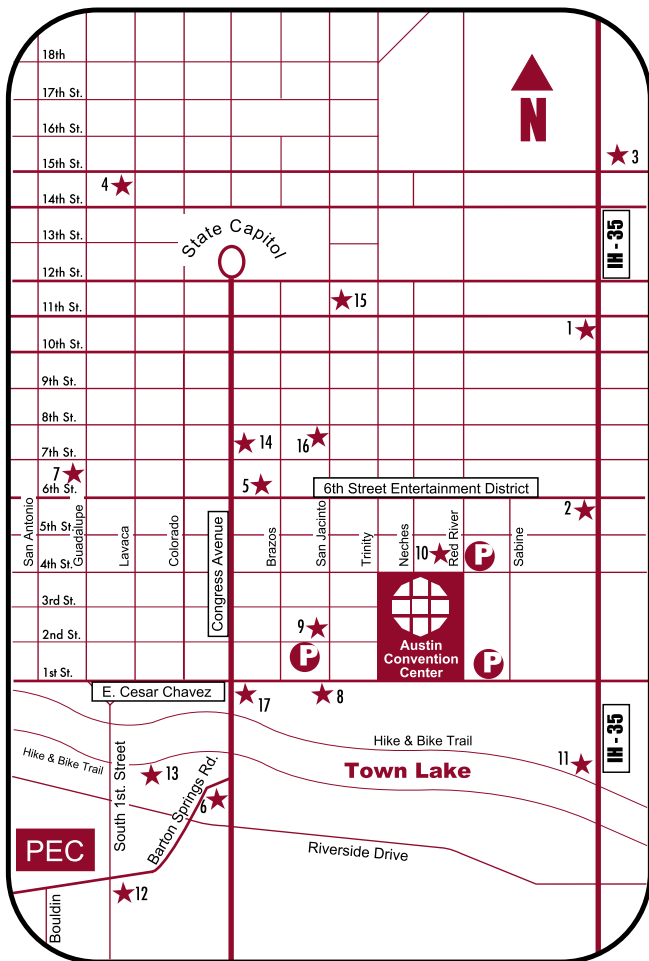 18th
17th St.
16th St.
N
15th St.
3
4
14th St.
IH - 35
13th St.
State Capitol
12th St.
11th St.
15
1
10th St.
9th St.
8th St.
14
16
7th St.
7
5
6th St.
6th Street Entertainment District
2
San Antonio
Guadalupe
Lavaca
Colorado
Congress Avenue
Brazos
San Jacinto
Trinity
Neches
Red River
Sabine
5th St.
10
P
4th St.
3rd St.
9
2nd St.
Austin
Convention
Center
P
P
1st St.
E. Cesar Chavez
17
8
IH - 35
Hike & Bike Trail
Hike & Bike Trail
11
13
Town Lake
South 1st. Street
Barton Springs Rd.
6
PEC
Riverside Drive
12
Bouldin